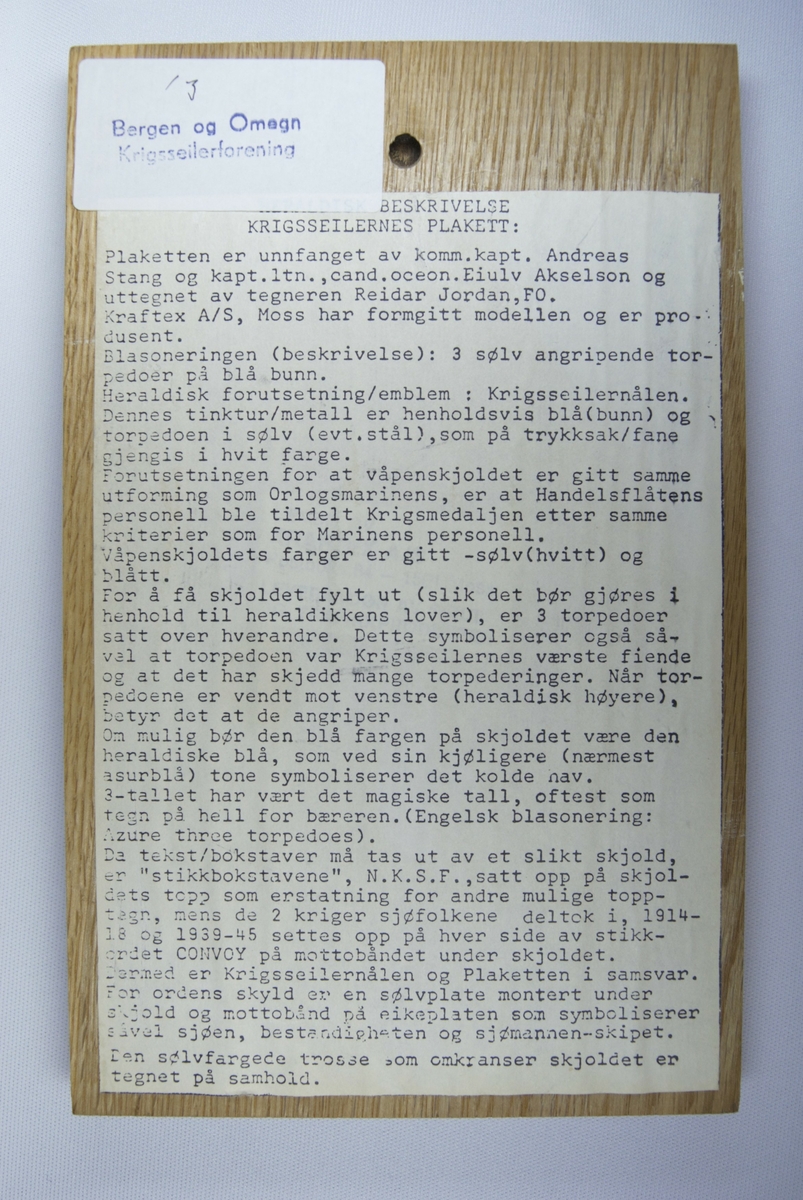 13
Bergen og Omegn
Krigsseilerforening
HERALDISK BESKRIVELSE
KRIGSSEILERNES PLAKETT:
Plaketten er unnfanget av komm.kapt. Andreas
Stang og kapt.ltn.,cand.oceon.Eiulv Akselson og
uttegnet av tegneren Reidar Jordan,FO.
Kraftex A/S, Moss har formgitt modellen og er pro-
dusent.
Blasoneringen (beskrivelse): 3 sølv angripende tor-
pedoer på blå bunn.
Heraldisk forutsetning/emblem : Krigsseilernålen.
Dennes tinktur/metall er henholdsvis blå(bunn) og
torpedoen i sølv (evt.stål),som på trykksak/fane
gjengis i hvit farge.
Forutsetningen for at våpenskjoldet er gitt samme
utforming som Orlogsmarinens, er at Handelsflåtens
personell ble tildelt Krigsmedaljen etter samme
kriterier som for Marinens personell.
Våpenskjoldets farger er gitt -sølv(hvitt) og
blått.
For å få skjoldet fylt ut (slik det bør gjøres i
henhold til heraldikkens lover), er 3 torpedoer
satt over hverandre. Dette symboliserer også så-
vel at torpedoen var Krigsseilernes værste fiende
og at det har skjedd mange torpederinger. Når tor-
pedoene er vendt mot venstre (heraldisk høyere),
betyr det at de angriper.
Om mulig bør den blå fargen på skjoldet være den
heraldiske blå, som ved sin kjøligere (nærmest
asurblå) tone symboliserer det kolde hav.
3-tallet har vært det magiske tall, oftest som
tegn på hell for bæreren.(Engelsk blasonering:
Azure three torpedoes).
Da tekst/bokstaver må tas ut av et slikt skjold,
er "stikkbokstavene", N.K.S.F.,satt opp på skjol-
dets topp som erstatning for andre mulige topp-
tegn, mens de 2 kriger sjøfolkene deltok i, 1914-
18 og 1939-45 settes opp på hver side av stikk-
ordet CONVOY på mottobåndet under skjoldet.
Dermed er Krigsseilernålen og Plaketten i samsvar.
For ordens skyld er en sølvplate montert under
skjold og mottobånd på eikeplaten som symboliserer
såvel sjøen, bestandigheten og sjømannen-skipet.
Den sølvfargede trosse som omkranser skjoldet er
tegnet på samhold.